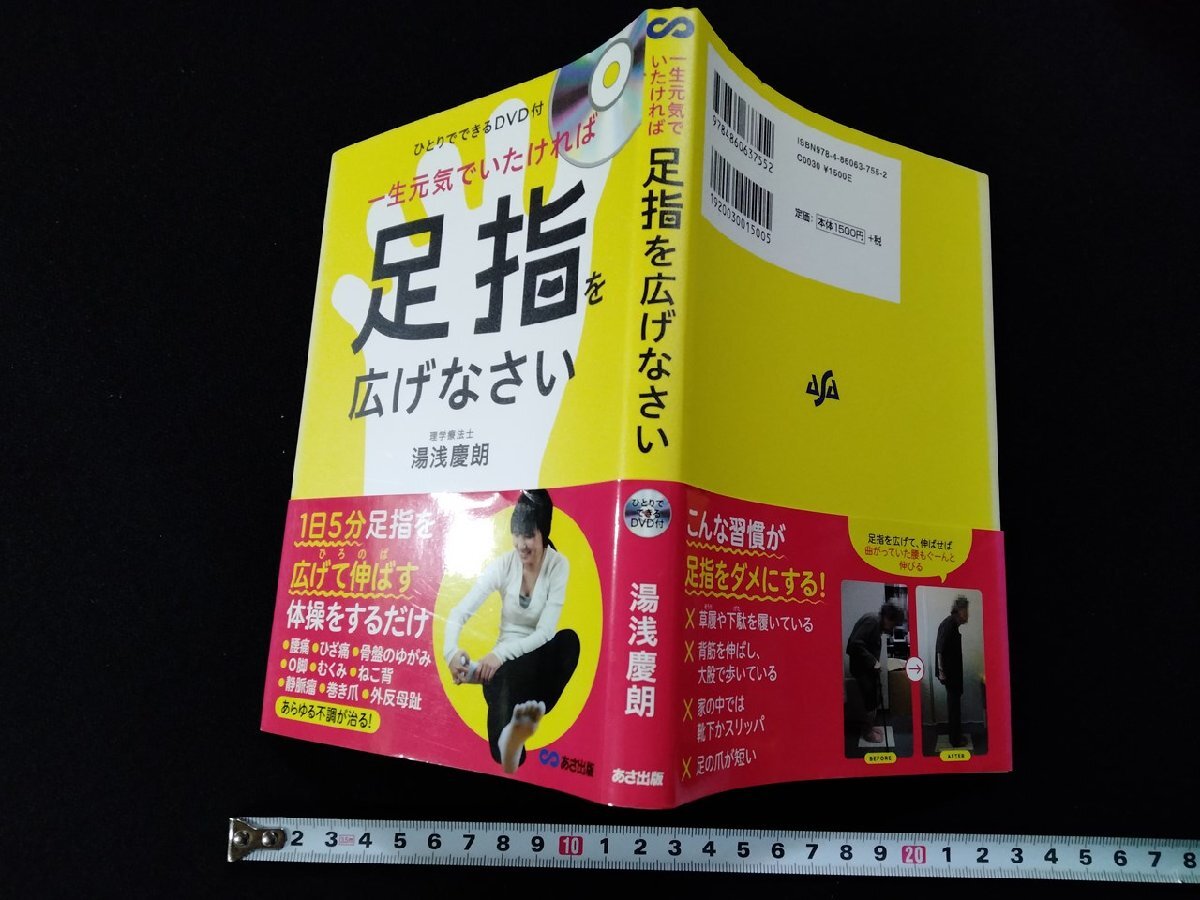 ひとりでできるDVD付
一生元気でいたければ
足指を
広げなさい
理学療法士
湯浅慶朗
1日5分足指を
ひろ の
広げて伸ばす
体操をするだけ
•腰痛•ひざ痛•骨盤のゆがみ
•O脚•むくみ•ねこ背
•静脈瘤•巻き爪•外反母趾
あらゆる不調が治る!
あさ出版
一生元気で
いたければ
足指を広げなさい
ひとりで
できる
DVD付
湯浅慶朗
あさ出版
9784860637552
1920030015005
ISBN978-4-86063-755-2
C0030 ¥1500E
定価:本体1500円+税
ASA
こんな習慣が
足指をダメにする!
×草履や下駄を履いている
×背筋を伸ばし、
大股で歩いている
×家の中では
靴下かスリッパ
×足の爪が短い
足指を広げて、伸ばせば
曲がっていた腰もぐーんと
伸びる
BEFORE
AFTER
2 3 4 5 6 7 8 9 10 1 2 3 4 5 6 7 8 9 20 1 2 3 4 5 6 7 8